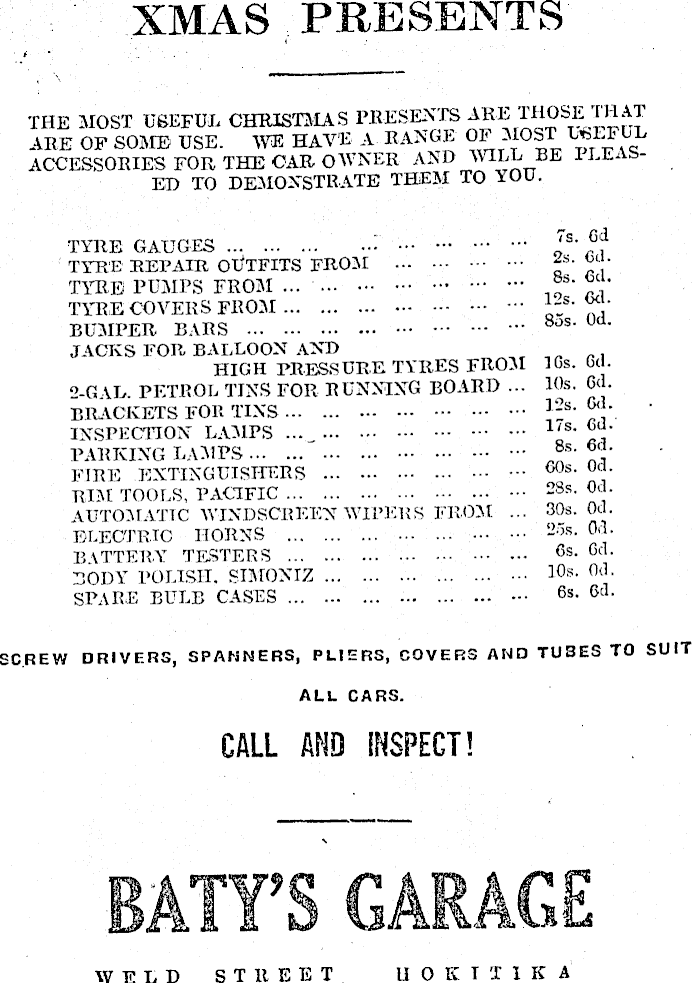 XMAS PRESENTS
THE MOST USEFUL CHRISTMAS PRESENTS ARE THOSE THAT
ARE OF SOME USE. WE HAVE A RANGE OF MOST USEFUL
ACCESSORIES FOR THE CAR OWNER AND WILL BE PLEAS-
ED TO DEMONSTRATE THEM TO YOU.
TYRE GAUGES ... ... ... ... ... ... ... ... 7s. 6d
TYRE REPAIR OUTFITS FROM ... ... ... ... 2s. 6d.
TYRE PUMPS FROM ... ... ... ... ... ... ... 8s. 6d.
TYRE COVERS FROM ... ... ... ... ... ... ... 12s. 6d.
BUMPER BARS ... ... ... ... ... ... ... ... 85s. 0d.
JACKS FOR BALLOON AND
HIGH PRESSURE TYRES FROM 16s. 6d.
2-GAL. PETROL TINS FOR RUNNING BOARD ... 10s. 6d.
BRACKETS FOR TINS ... ... ... ... ... ... ... 12s. 6d.
INSPECTION LAMPS ... ... ... ... ... ... ... 17s. 6d.
PARKING LAMPS ... ... ... ... ... ... ... ... 8s. 6d.
FIRE EXTINGUISHERS ... ... ... ... ... ... 60s. 0d.
RIM TOOLS, PACIFIC ... ... ... ... ... ... ... 28s. 0d.
AUTOMATIC WINDSCREEN WIPERS FROM ... 30s. 0d.
ELECTRIC HORNS ... ... ... ... ... ... ... 25s. 0d.
BATTERY TESTERS ... ... ... ... ... ... ... 6s. 6d.
BODY POLISH, SIMONIZ ... ... ... ... ... ... 10s. 0d.
SPARE BULB CASES ... ... ... ... ... ... ... 6s. 6d.
SCREW DRIVERS, SPANNERS, PLIERS, COVERS AND TUBES TO SUIT
ALL CARS.
CALL AND INSPECT!
BATY'S GARAGE
WELD STREET HOKITIKA